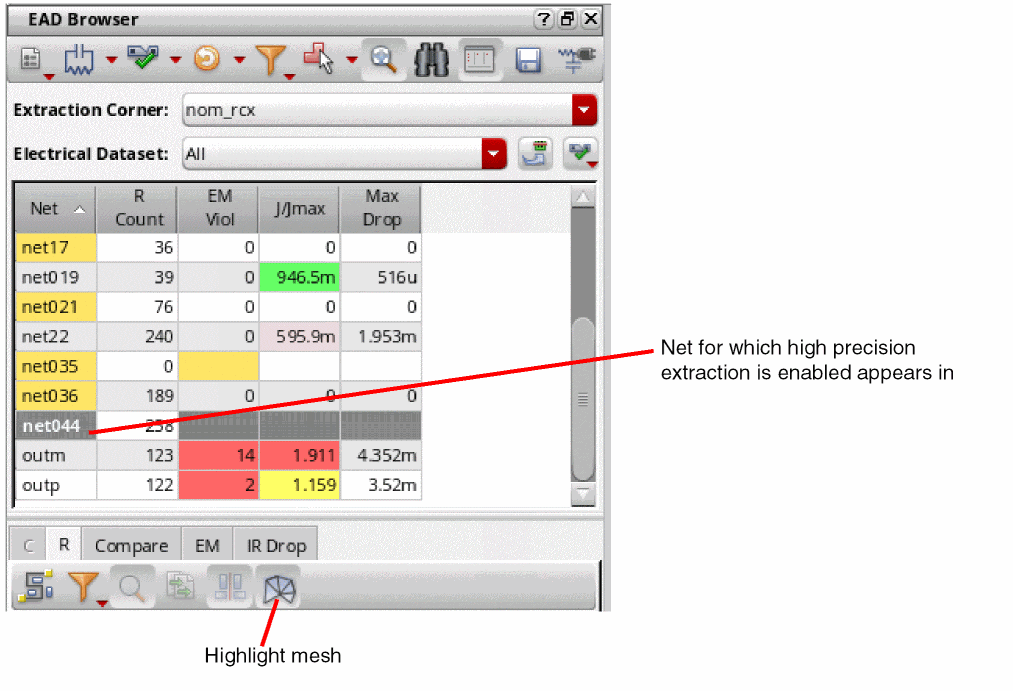 EAD Browser
Extraction Corner: nom_rcx
Electrical Dataset: All
Net R Count EM Viol J/Jmax Max Drop
net17 36 0 0 0
net019 39 0 946.5m 516u
net021 76 0 0 0
net22 240 0 595.9m 1.953m
net035 0
net036 189 0 0 0
net044 258
outm 123 14 1.911 4.352m
outp 122 2 1.159 3.52m
Net for which high precision
extraction is enabled appears in
C R Compare EM IR Drop
Highlight mesh